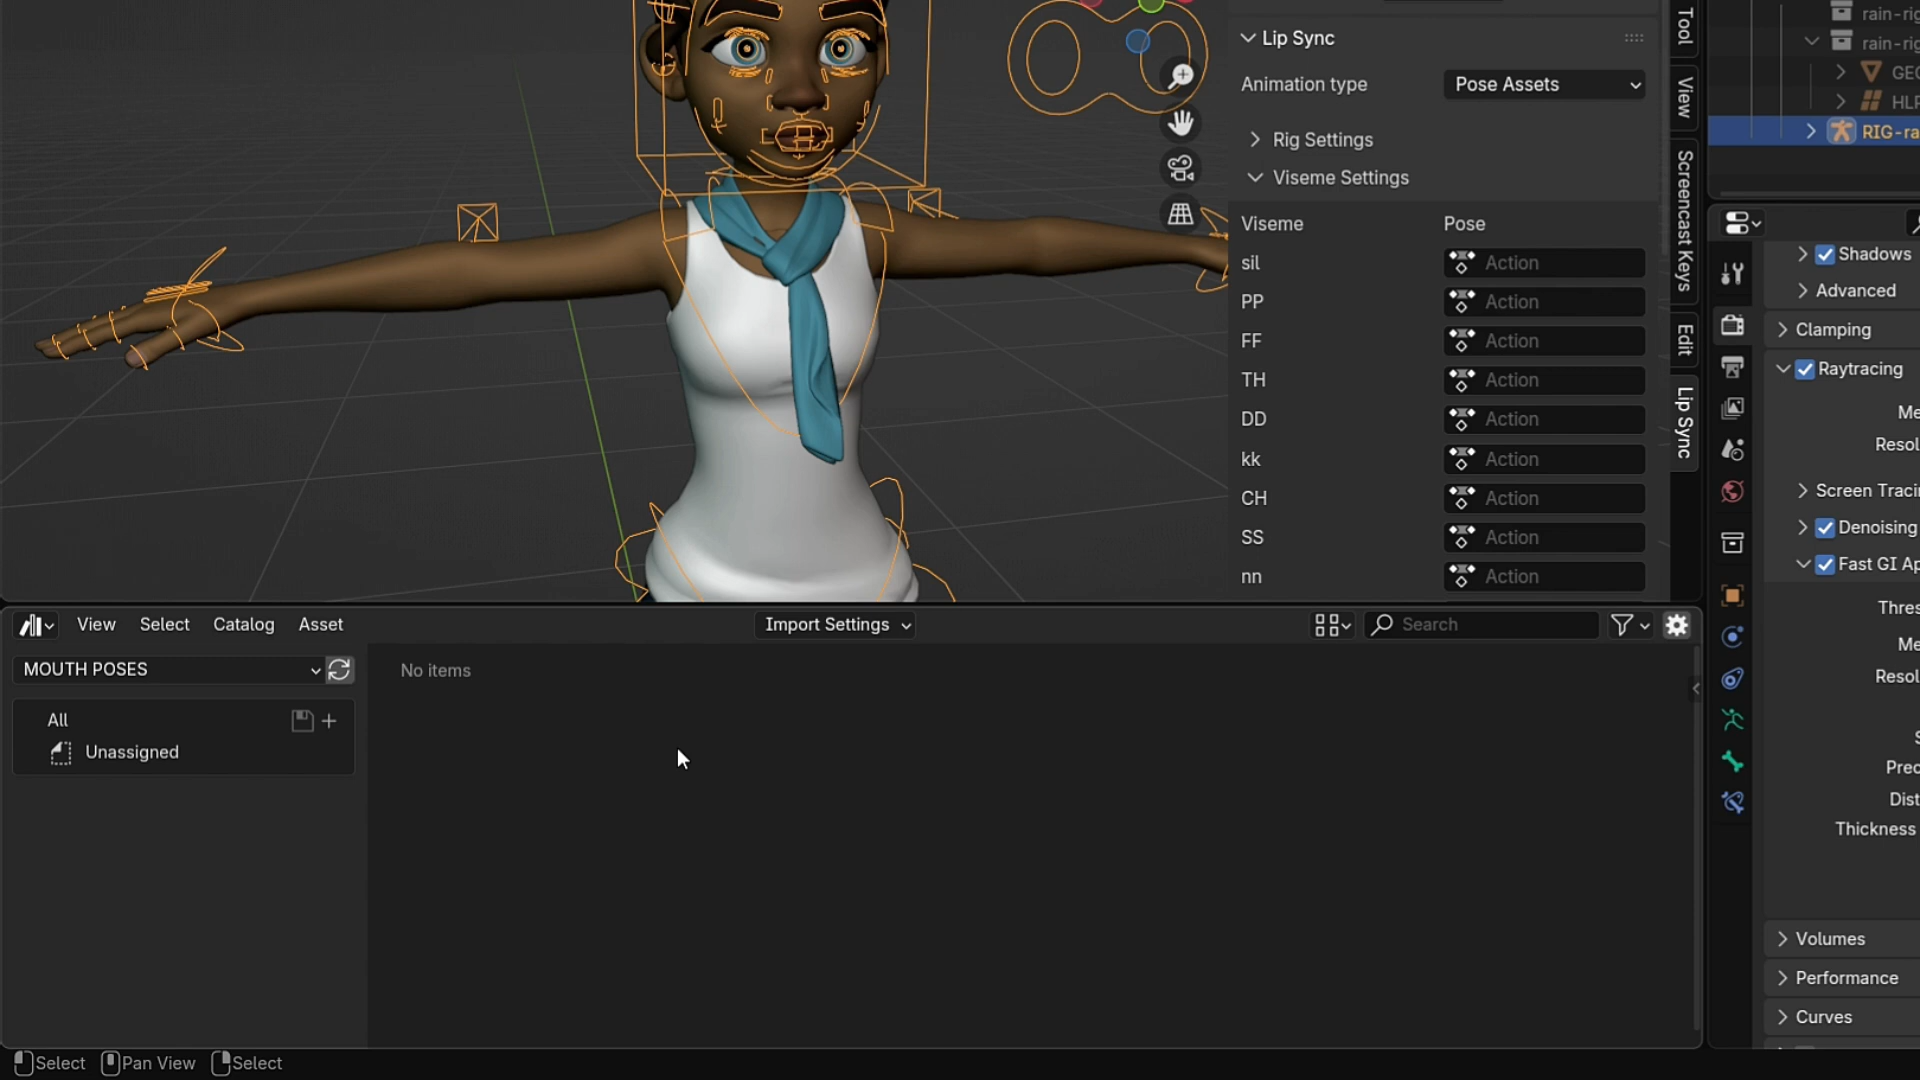 Lip Sync
Animation type
Pose Assets
Rig Settings
Viseme Settings
Viseme
Pose
sil
Action
PP
Action
FF
Action
TH
Action
DD
Action
kk
Action
CH
Action
SS
Action
nn
Action
Tool
View
Screencast Keys
Edit
Lip Sync
rain-rig
rain-rig
GEO
HLP
RIG-ra
Shadows
Advanced
Clamping
Raytracing
Me
Resol
Screen Traci
Denoising
Fast GI Ap
Thres
Me
Resol
S
Prec
Dist
Thickness
Volumes
Performance
Curves
View
Select
Catalog
Asset
Import Settings
Search
MOUTH POSES
All
Unassigned
No items
Select
Pan View
Select